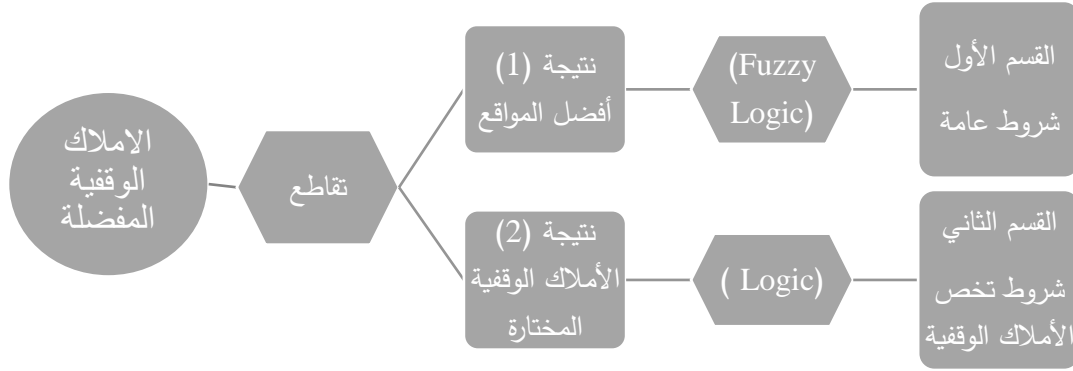 القسم الأول
شروط عامة
(Fuzzy
Logic)
نتيجة (1)
أفضل المواقع
القسم الثاني
شروط تخص
الأملاك الوقفية
( Logic)
نتيجة (2)
الأملاك الوقفية
المختارة
تقاطع
الاملاك
الوقفية
المفضلة